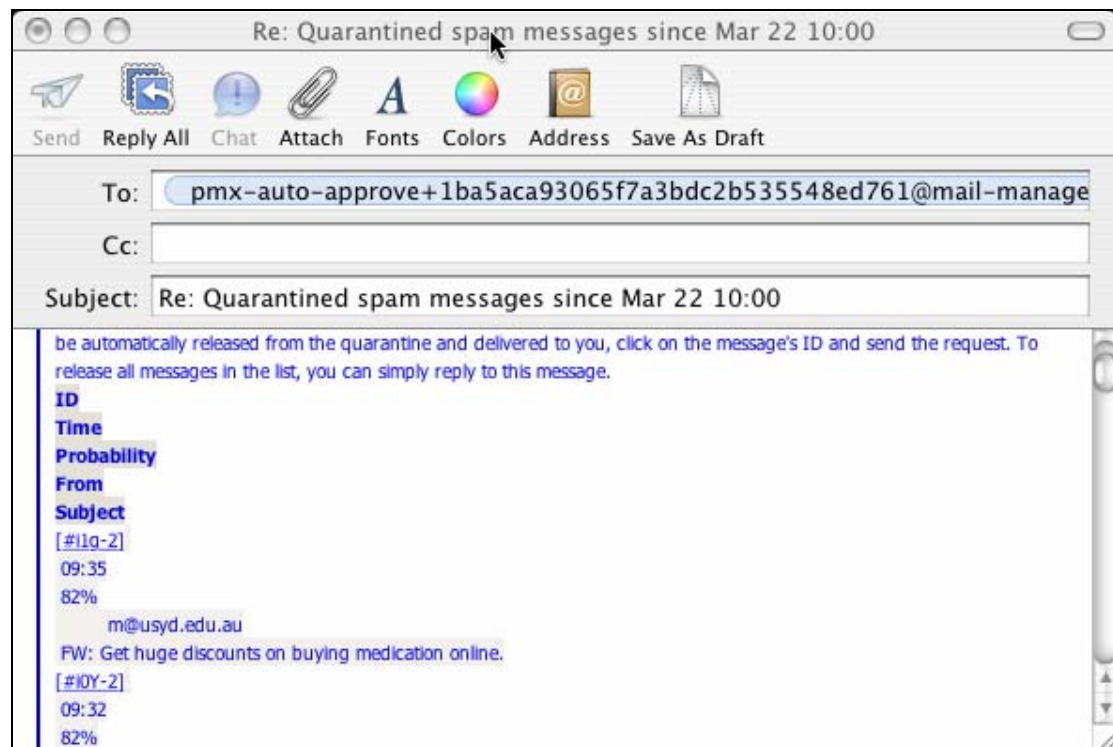 Re: Quarantined spam messages since Mar 22 10:00
Send Reply All Chat Attach Fonts Colors Address Save As Draft
To: pmx-auto-approve+1ba5aca93065f7a3bdc2b535548ed761@mail-manage
Cc:
Subject: Re: Quarantined spam messages since Mar 22 10:00
be automatically released from the quarantine and delivered to you, click on the message's ID and send the request. To
release all messages in the list, you can simply reply to this message.
ID
Time
Probability
From
Subject
[#i1g-2]
09:35
82%
m@usyd.edu.au
FW: Get huge discounts on buying medication online.
[#i0Y-2]
09:32
82%